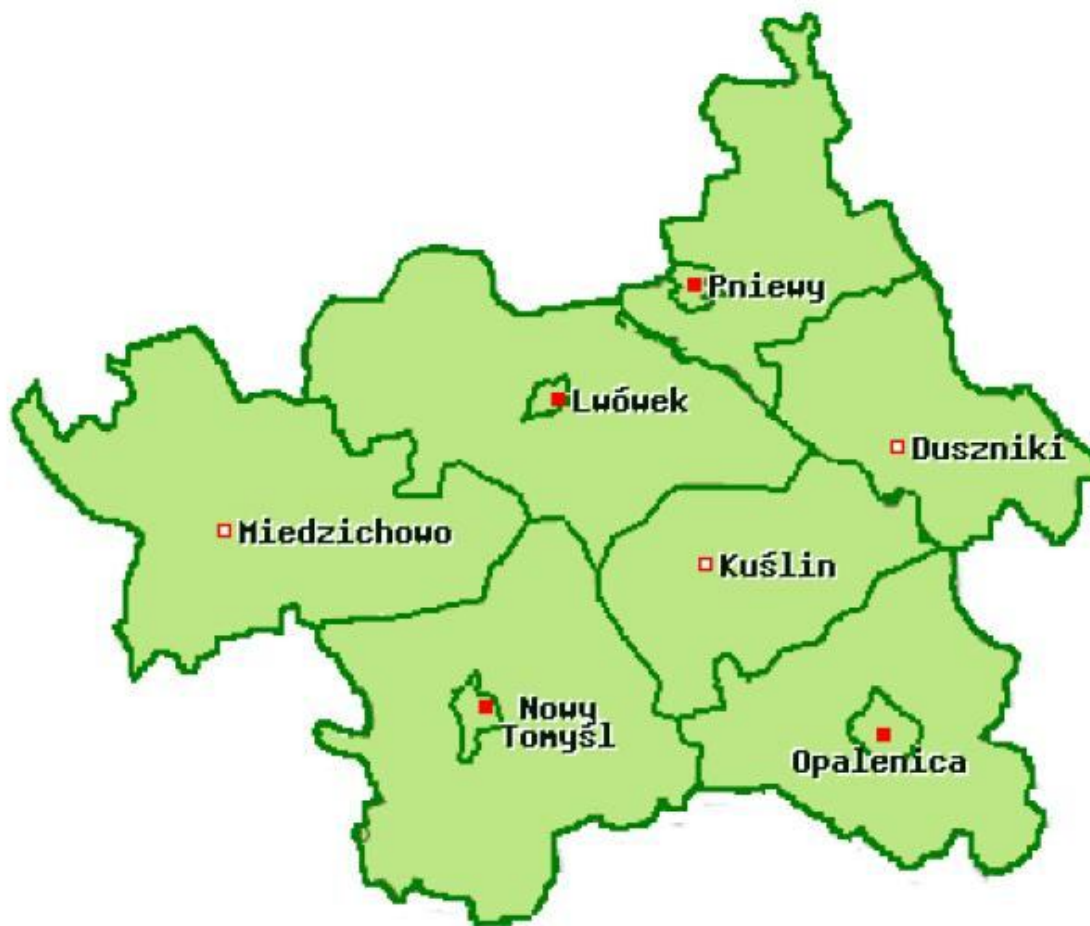 Pniewy
Lwówek
Duszniki
Miedzichowo
Kuślin
Nowy
Tomyśl
Opalenica